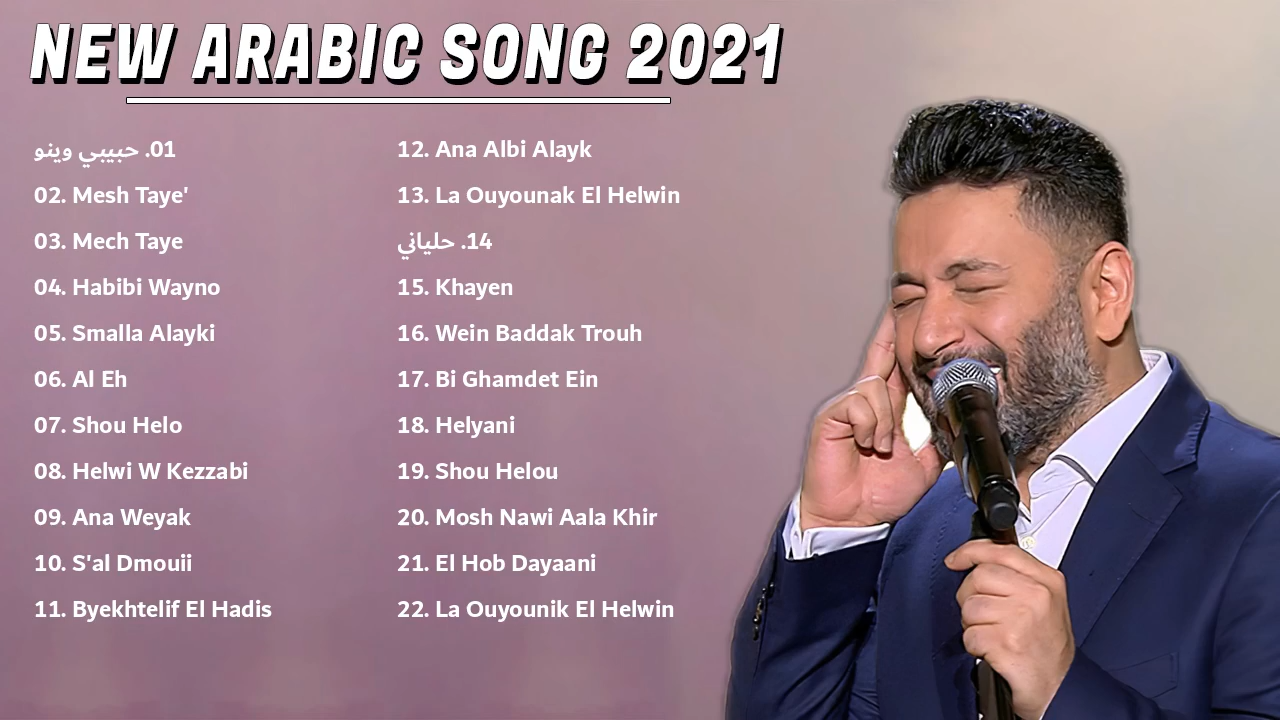 NEW ARABIC SONG 2021
01. حبيبي وينو
02. Mesh Taye'
03. Mech Taye
04. Habibi Wayno
05. Smalla Alayki
06. Al Eh
07. Shou Helo
08. Helwi W Kezzabi
09. Ana Weyak
10. S'al Dmouii
11. Byekhtelif El Hadis
12. Ana Albi Alayk
13. La Ouyounak El Helwin
14. حلياني
15. Khayen
16. Wein Baddak Trouh
17. Bi Ghamdet Ein
18. Helyani
19. Shou Helou
20. Mosh Nawi Aala Khir
21. El Hob Dayaani
22. La Ouyounik El Helwin